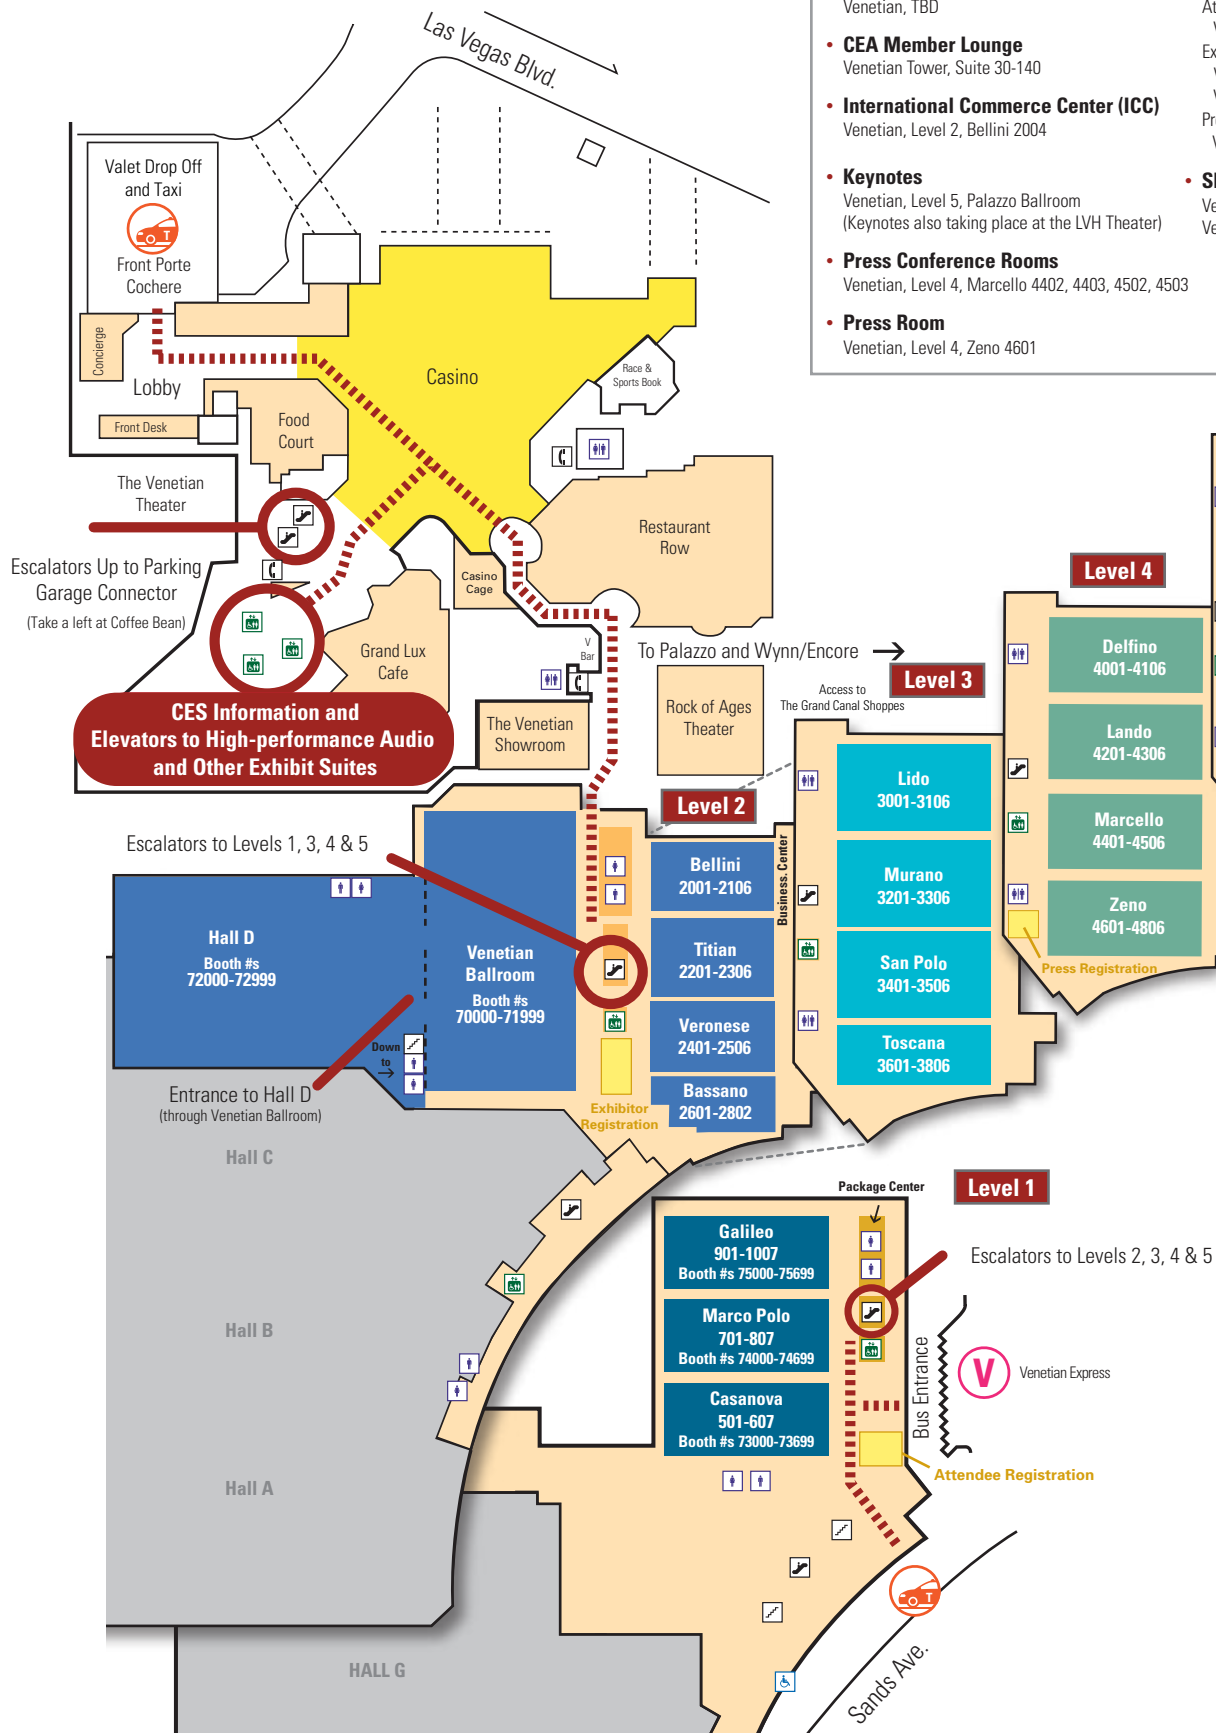 Venetian, TBD
• CEA Member Lounge
Venetian Tower, Suite 30-140
• International Commerce Center (ICC)
Venetian, Level 2, Bellini 2004
• Keynotes
Venetian, Level 5, Palazzo Ballroom
(Keynotes also taking place at the LVH Theater)
• Press Conference Rooms
Venetian, Level 4, Marcello 4402, 4403, 4502, 4503
• Press Room
Venetian, Level 4, Zeno 4601
Las Vegas Blvd.
Valet Drop Off
and Taxi
T
Front Porte
Cochere
Concierge
Lobby
Front Desk
Food
Court
Casino
Race &
Sports Book
The Venetian
Theater
Restaurant
Row
Escalators Up to Parking
Garage Connector
(Take a left at Coffee Bean)
Casino
Cage
Grand Lux
Cafe
V
Bar
To Palazzo and Wynn/Encore →
CES Information and
Elevators to High-performance Audio
and Other Exhibit Suites
The Venetian
Showroom
Rock of Ages
Theater
Access to
The Grand Canal Shoppes
Level 4
Delfino
4001-4106
Lando
4201-4306
Marcello
4401-4506
Zeno
4601-4806
Press Registration
Level 3
Lido
3001-3106
Murano
3201-3306
San Polo
3401-3506
Toscana
3601-3806
Level 2
Business. Center
Bellini
2001-2106
Titian
2201-2306
Veronese
2401-2506
Bassano
2601-2802
Exhibitor
Registration
Escalators to Levels 1, 3, 4 & 5
Hall D
Booth #s
72000-72999
Venetian
Ballroom
Booth #s
70000-71999
Down
to
→
Entrance to Hall D
(through Venetian Ballroom)
Hall C
Hall B
Hall A
HALL G
Level 1
Package Center
Galileo
901-1007
Booth #s 75000-75699
Marco Polo
701-807
Booth #s 74000-74699
Casanova
501-607
Booth #s 73000-73699
Escalators to Levels 2, 3, 4 & 5
Bus Entrance
V
Venetian Express
Attendee Registration
T
Sands Ave.